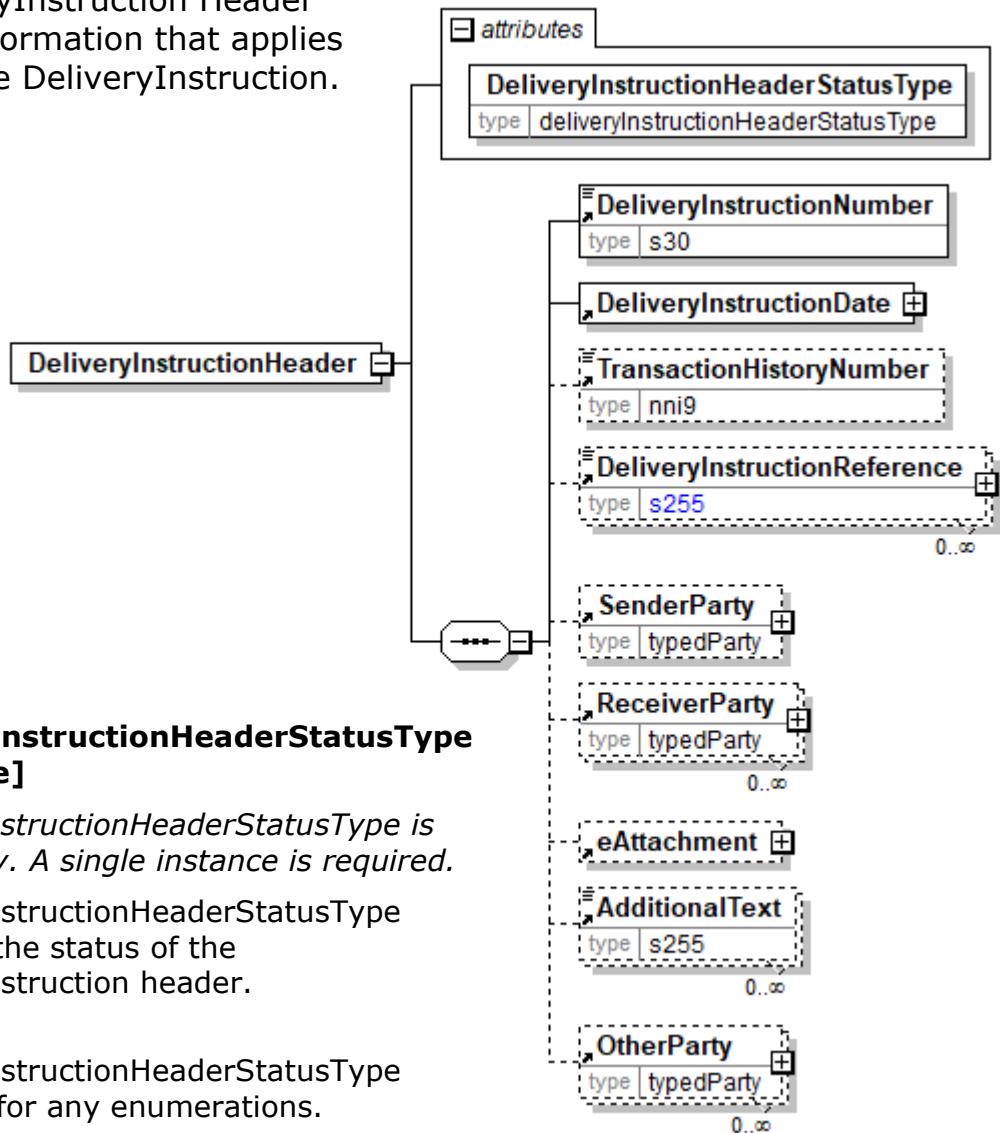 yInstruction Header
ormation that applies
e DeliveryInstruction.
attributes
DeliveryInstructionHeaderStatusType
type deliveryInstructionHeaderStatusType
DeliveryInstructionNumber
type s30
DeliveryInstructionDate
DeliveryInstructionHeader
TransactionHistoryNumber
type nni9
DeliveryInstructionReference
type s255
0..∞
SenderParty
type typedParty
ReceiverParty
type typedParty
0..∞
eAttachment
AdditionalText
type s255
0..∞
OtherParty
type typedParty
0..∞
nstructionHeaderStatusType
e]
structionHeaderStatusType is
y. A single instance is required.
structionHeaderStatusType
the status of the
struction header.
structionHeaderStatusType
for any enumerations.